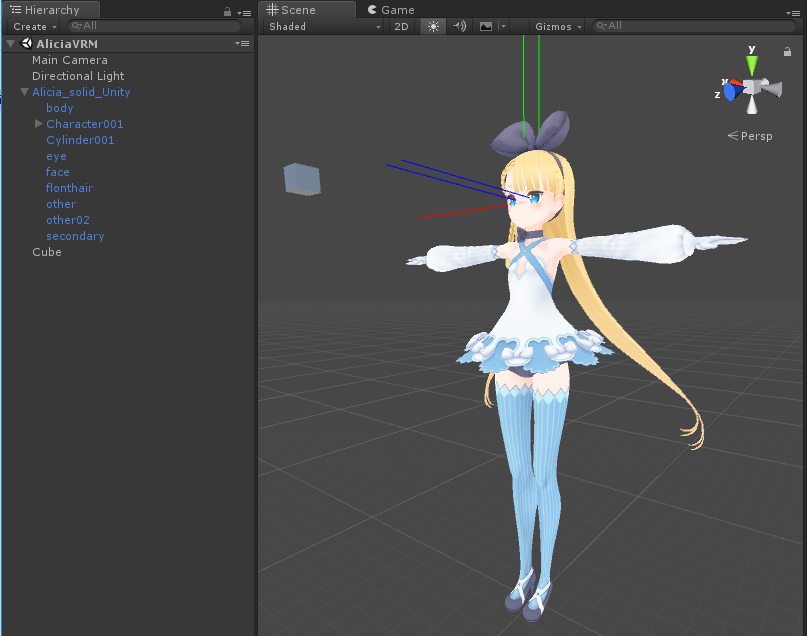 Hierarchy
Create
All
AliciaVRM
Main Camera
Directional Light
Alicia_solid_Unity
body
Character001
Cylinder001
eye
face
flonthair
other
other02
secondary
Cube
Scene
Game
Shaded
2D
Gizmos
All
y
x
z
Persp